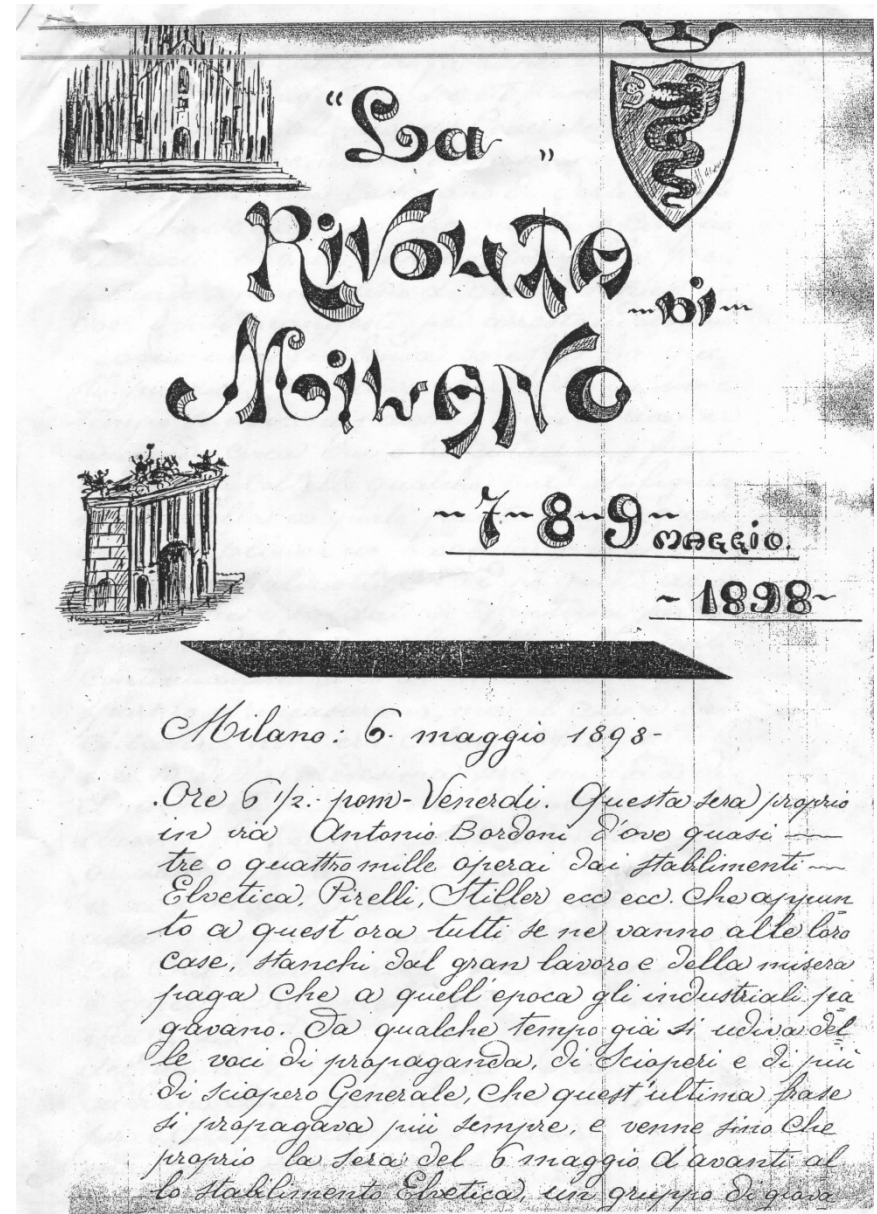 "La"
RIVOLTA
DI
MILANO
7-8-9
MAGGIO.
1898
Milano: 6. maggio 1898-
Ore 6 1/2. pom- Venerdi. Questa sera proprio
in via Antonio Bordoni d'ove quasi
tre o quattromille operai dai stablimenti
Elvetica, Pirelli, Stiller ecc ecc. che appun
to a quest'ora tutti se ne vanno alle loro
case, stanchi dal gran lavoro e della misera
paga che a quell'epoca gli industriali pa
gavano. Da qualche tempo già si udiva del
le voci di propaganda, di Scioperi e di più
di sciopero Generale, che quest'ultima frase
si propagava più sempre, e venne sino che
proprio la sera del 6 maggio davanti al
lo stablimento Elvetica, un gruppo di giova